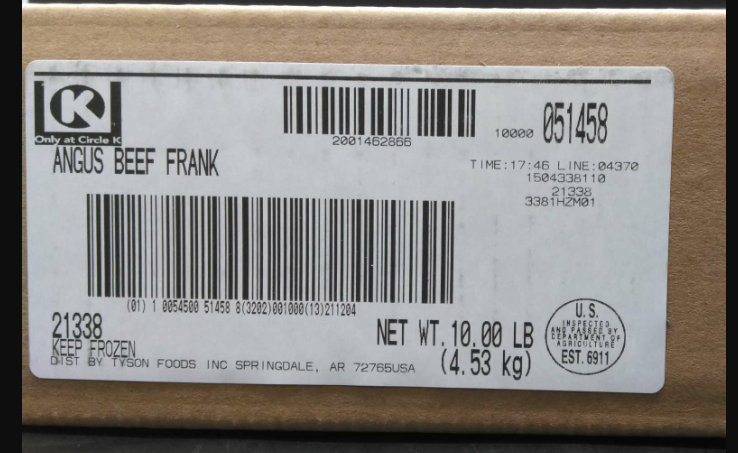 K
Only at Circle K
ANGUS BEEF FRANK
2001462866
10000 051458
TIME:17:46 LINE:04370
1504338110
21338
3381HZM01
(01) 1 0054500 51458 8(3202)001000(13)211204
21338
KEEP FROZEN
DIST BY TYSON FOODS INC SPRINGDALE, AR 72765USA
NET WT.10.00 LB
(4.53 kg)
U.S.
INSPECTED
AND PASSED BY
DEPARTMENT OF
AGRICULTURE
EST. 6911